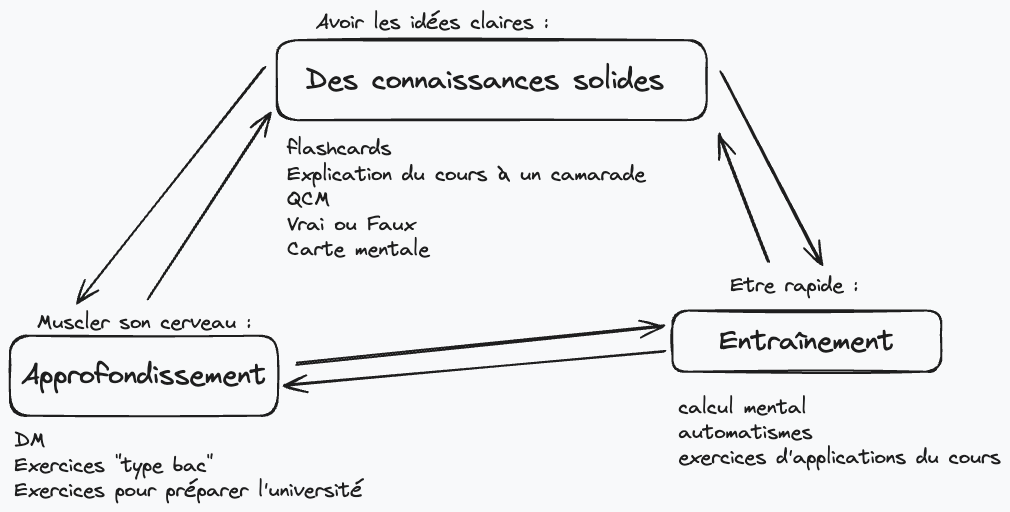 Avoir les idées claires :
Des connaissances solides
flashcards
Explication du cours à un camarade
QCM
Vrai ou Faux
Carte mentale
Muscler son cerveau :
Approfondissement
DM
Exercices "type bac"
Exercices pour préparer l'université
Etre rapide :
Entraînement
calcul mental
automatismes
exercices d'applications du cours